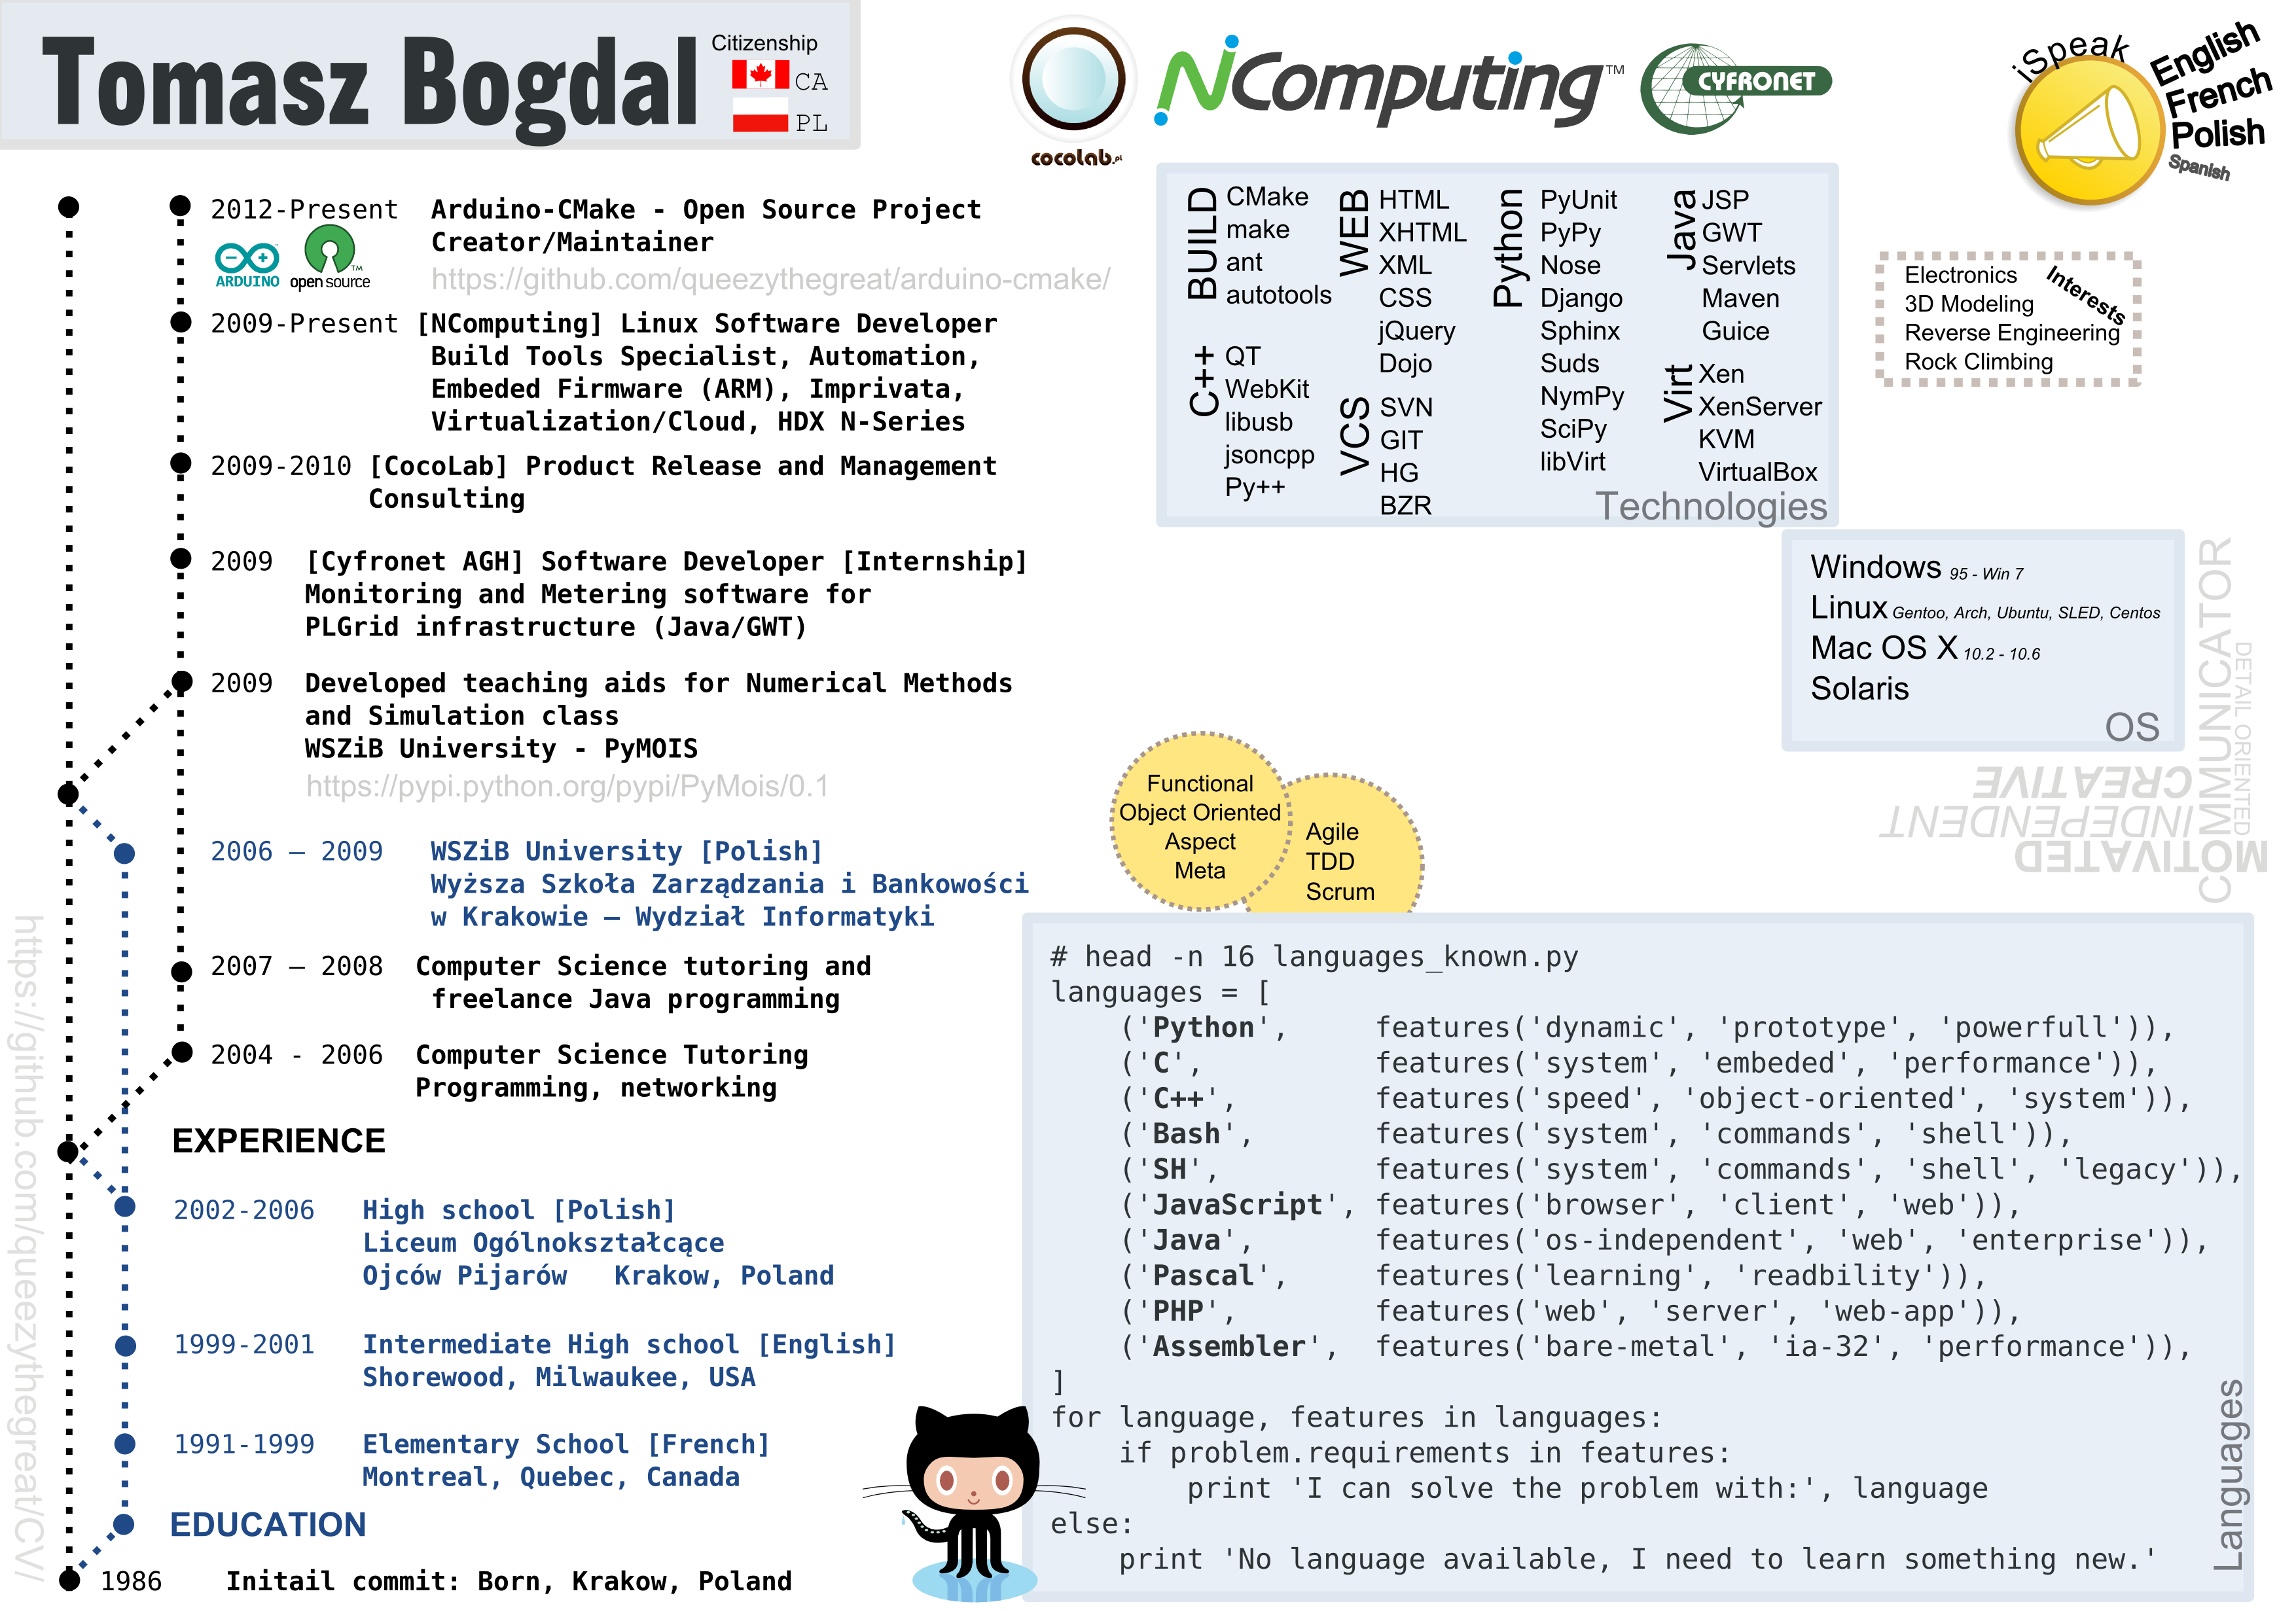 Tomasz Bogdal
Citizenship
CA
PL
cocolab.pl
NComputing™
CYFRONET
iSpeak
English
French
Polish
Spanish
2012-Present Arduino-CMake - Open Source Project
Creator/Maintainer
ARDUINO
open source TM
https://github.com/queezythegreat/arduino-cmake/
2009-Present [NComputing] Linux Software Developer
Build Tools Specialist, Automation,
Embeded Firmware (ARM), Imprivata,
Virtualization/Cloud, HDX N-Series
2009-2010 [CocoLab] Product Release and Management
Consulting
2009 [Cyfronet AGH] Software Developer [Internship]
Monitoring and Metering software for
PLGrid infrastructure (Java/GWT)
2009 Developed teaching aids for Numerical Methods
and Simulation class
WSZiB University - PyMOIS
https://pypi.python.org/pypi/PyMois/0.1
2006 – 2009 WSZiB University [Polish]
Wyższa Szkoła Zarządzania i Bankowości
w Krakowie – Wydział Informatyki
2007 – 2008 Computer Science tutoring and
freelance Java programming
2004 - 2006 Computer Science Tutoring
Programming, networking
EXPERIENCE
2002-2006 High school [Polish]
Liceum Ogólnokształcące
Ojców Pijarów Krakow, Poland
1999-2001 Intermediate High school [English]
Shorewood, Milwaukee, USA
1991-1999 Elementary School [French]
Montreal, Quebec, Canada
EDUCATION
1986 Initail commit: Born, Krakow, Poland
https://github.com/queezythegreat/CV/
BUILD
CMake
make
ant
autotools
C++
QT
WebKit
libusb
jsoncpp
Py++
WEB
HTML
XHTML
XML
CSS
jQuery
Dojo
VCS
SVN
GIT
HG
BZR
Python
PyUnit
PyPy
Nose
Django
Sphinx
Suds
NymPy
SciPy
libVirt
Java
JSP
GWT
Servlets
Maven
Guice
Virt
Xen
XenServer
KVM
VirtualBox
Technologies
Interests
Electronics
3D Modeling
Reverse Engineering
Rock Climbing
Windows 95 - Win 7
Linux Gentoo, Arch, Ubuntu, SLED, Centos
Mac OS X 10.2 - 10.6
Solaris
OS
COMMUNICATOR
DETAIL ORIENTED
CREATIVE
INDEPENDENT
MOTIVATED
Functional
Object Oriented
Aspect
Meta
Agile
TDD
Scrum
# head -n 16 languages_known.py
languages = [
('Python', features('dynamic', 'prototype', 'powerfull')),
('C', features('system', 'embeded', 'performance')),
('C++', features('speed', 'object-oriented', 'system')),
('Bash', features('system', 'commands', 'shell')),
('SH', features('system', 'commands', 'shell', 'legacy')),
('JavaScript', features('browser', 'client', 'web')),
('Java', features('os-independent', 'web', 'enterprise')),
('Pascal', features('learning', 'readbility')),
('PHP', features('web', 'server', 'web-app')),
('Assembler', features('bare-metal', 'ia-32', 'performance')),
]
for language, features in languages:
if problem.requirements in features:
print 'I can solve the problem with:', language
else:
print 'No language available, I need to learn something new.'
Languages